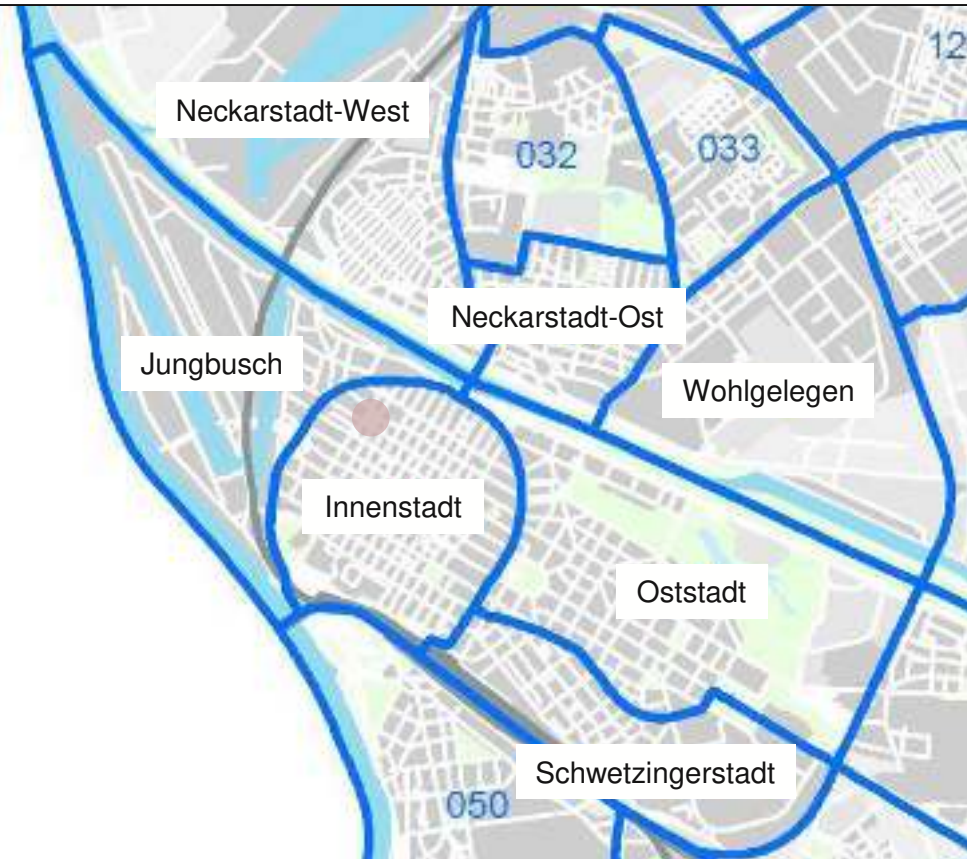 12
Neckarstadt-West
032
033
Neckarstadt-Ost
Jungbusch
Wohlgelegen
Innenstadt
Oststadt
Schwetzingerstadt
050